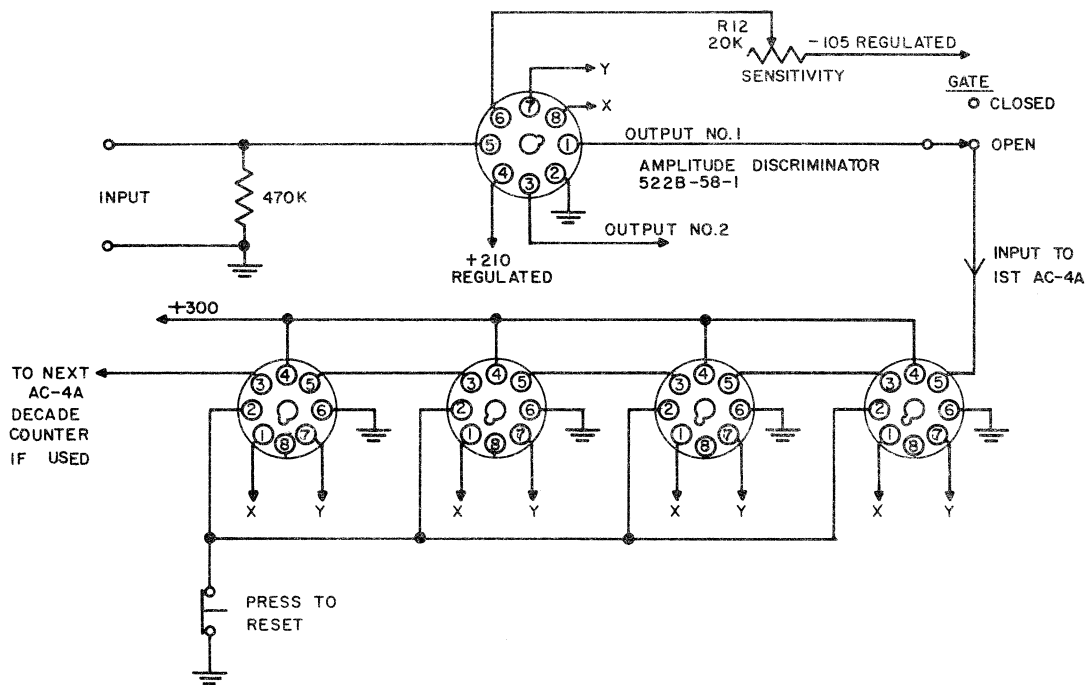 R12
20K
-105 REGULATED
SENSITIVITY
GATE
CLOSED
OPEN
Y
X
6
7
8
5
1
4
3
2
OUTPUT NO.1
AMPLITUDE DISCRIMINATOR
522B-58-1
INPUT
470K
OUTPUT NO.2
+210
REGULATED
INPUT TO
1ST AC-4A
+300
TO NEXT
AC-4A
DECADE
COUNTER
IF USED
3
4
5
2
6
1
8
7
3
4
5
2
6
1
8
7
3
4
5
2
6
1
8
7
3
4
5
2
6
1
8
7
X
Y
X
Y
X
Y
X
Y
PRESS TO
RESET